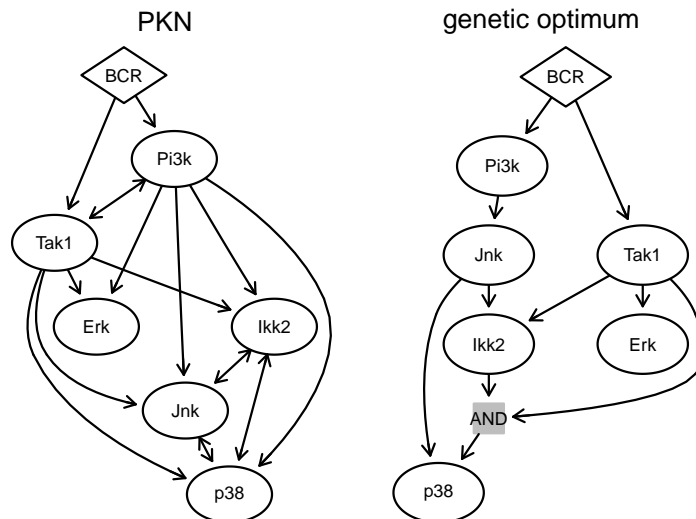 PKN
BCR
Pi3k
Tak1
Erk
Ikk2
Jnk
p38
genetic optimum
BCR
Pi3k
Jnk
Tak1
Ikk2
Erk
AND
p38